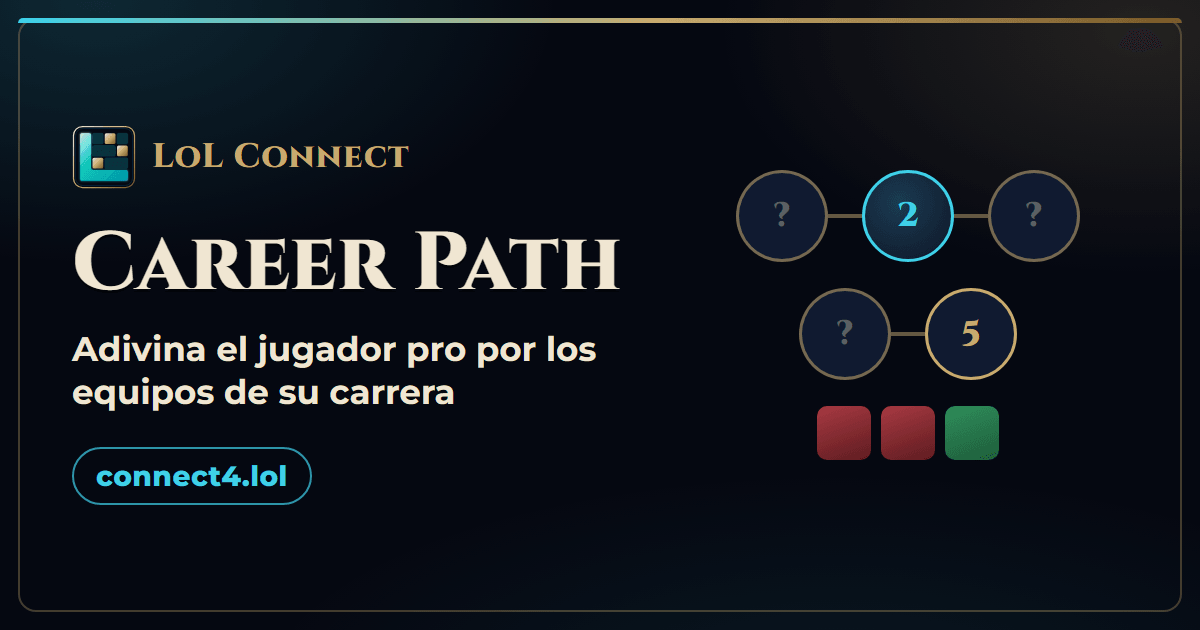 LoL Connect
Career Path
Adivina el jugador pro por los
equipos de su carrera
connect4.lol
? 2 ?
? 5